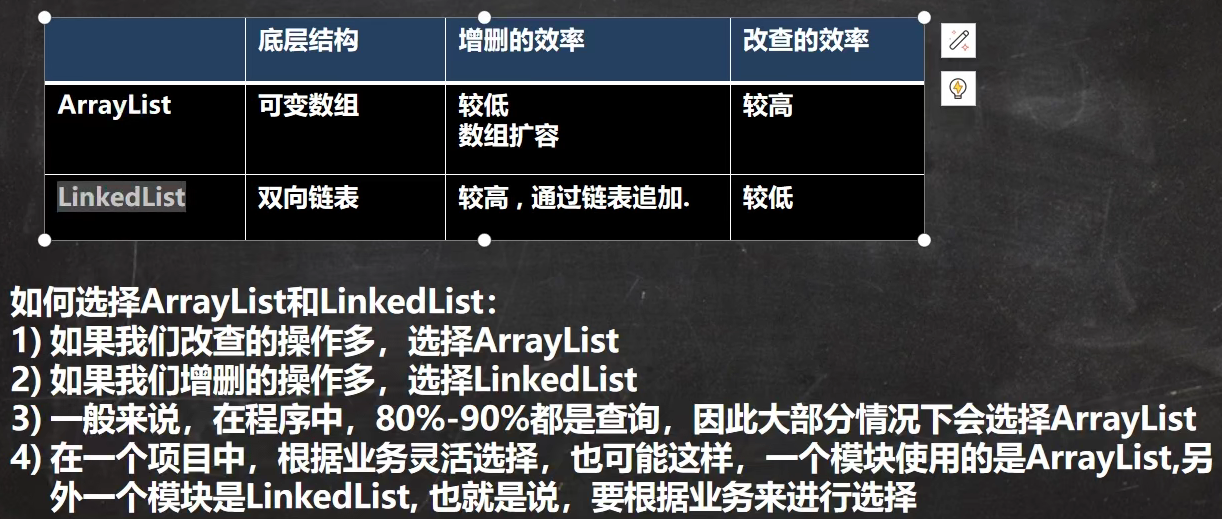 底层结构 增删的效率 改查的效率
ArrayList 可变数组 较低 较高
数组扩容
LinkedList 双向链表 较高，通过链表追加. 较低
如何选择ArrayList和LinkedList：
1) 如果我们改查的操作多，选择ArrayList
2) 如果我们增删的操作多，选择LinkedList
3) 一般来说，在程序中，80%-90%都是查询，因此大部分情况下会选择ArrayList
4) 在一个项目中，根据业务灵活选择，也可能这样，一个模块使用的是ArrayList,另
外一个模块是LinkedList, 也就是说，要根据业务来进行选择